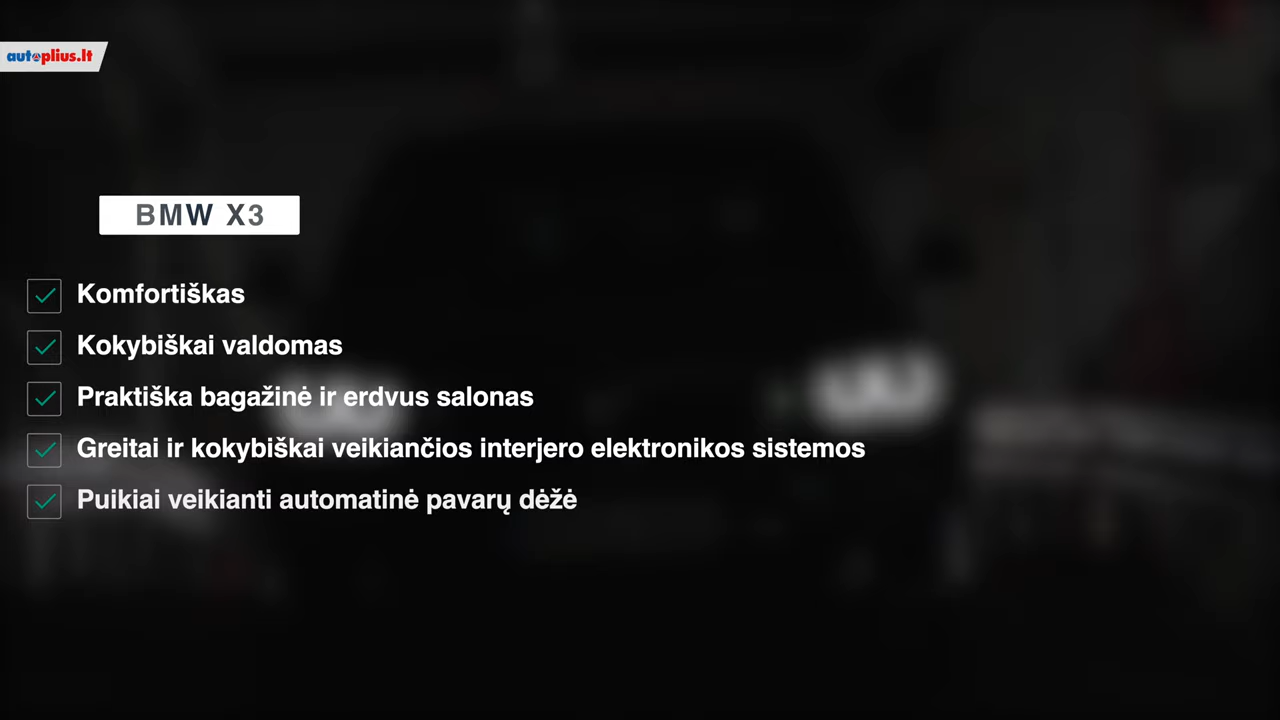 autoplius.lt
BMW X3
Komfortiškas
Kokybiškai valdomas
Praktiška bagažinė ir erdvus salonas
Greitai ir kokybiškai veikiančios interjero elektronikos sistemos
Puikiai veikianti automatinė pavarų dėžė